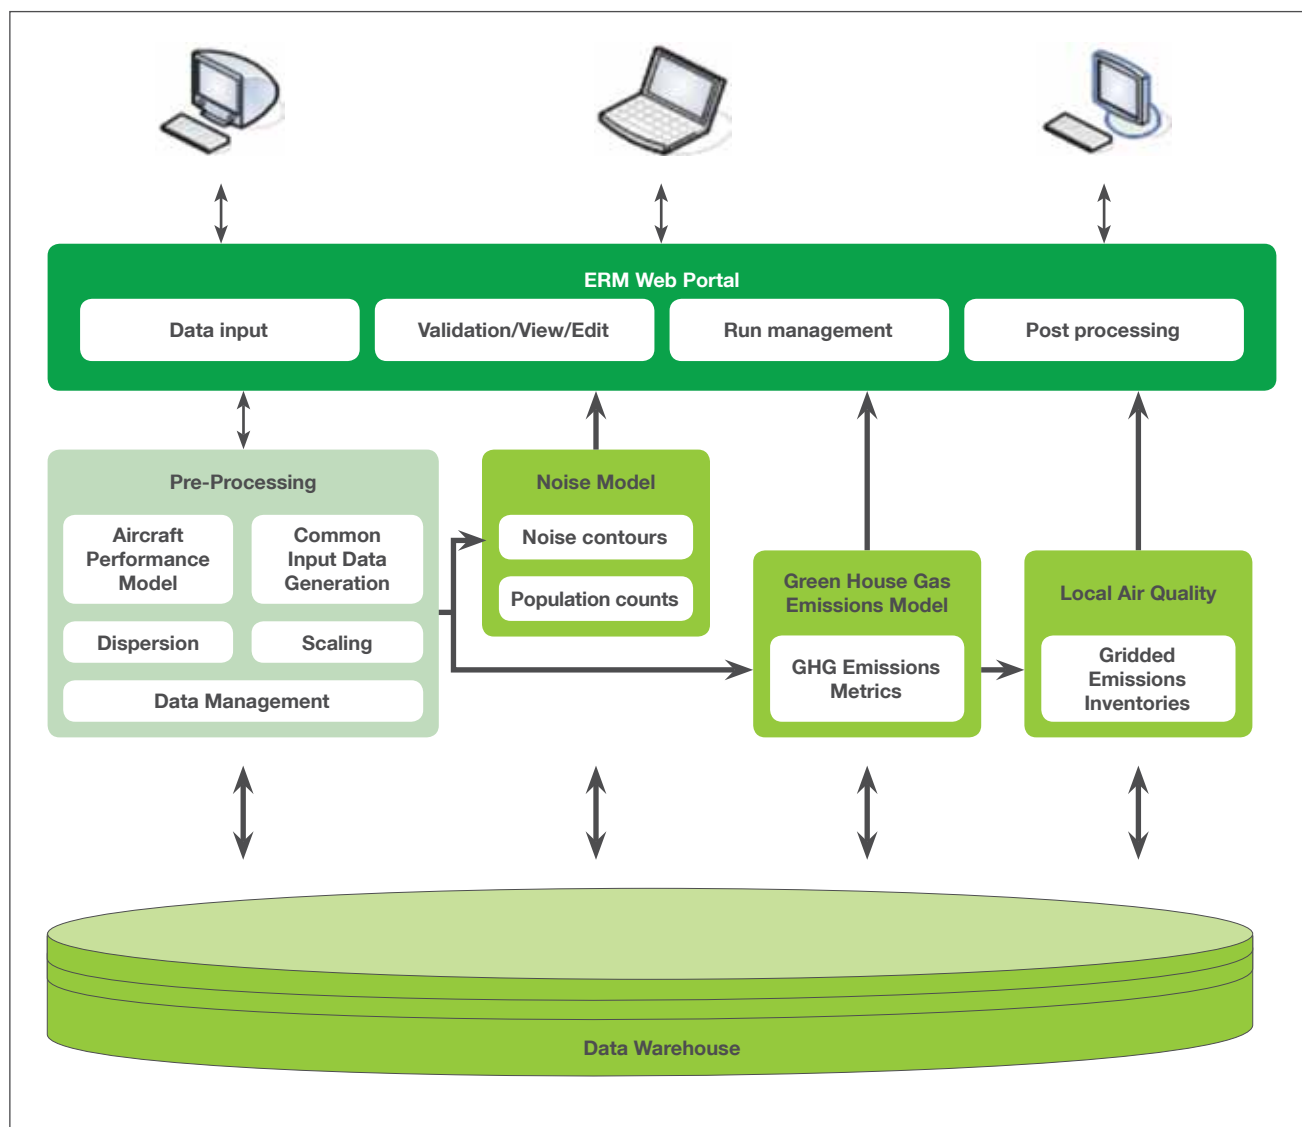 ERM Web Portal
Data input
Validation/View/Edit
Run management
Post processing
Pre-Processing
Aircraft
Performance
Model
Common
Input Data
Generation
Dispersion
Scaling
Data Management
Noise Model
Noise contours
Population counts
Green House Gas
Emissions Model
GHG Emissions
Metrics
Local Air Quality
Gridded
Emissions
Inventories
Data Warehouse